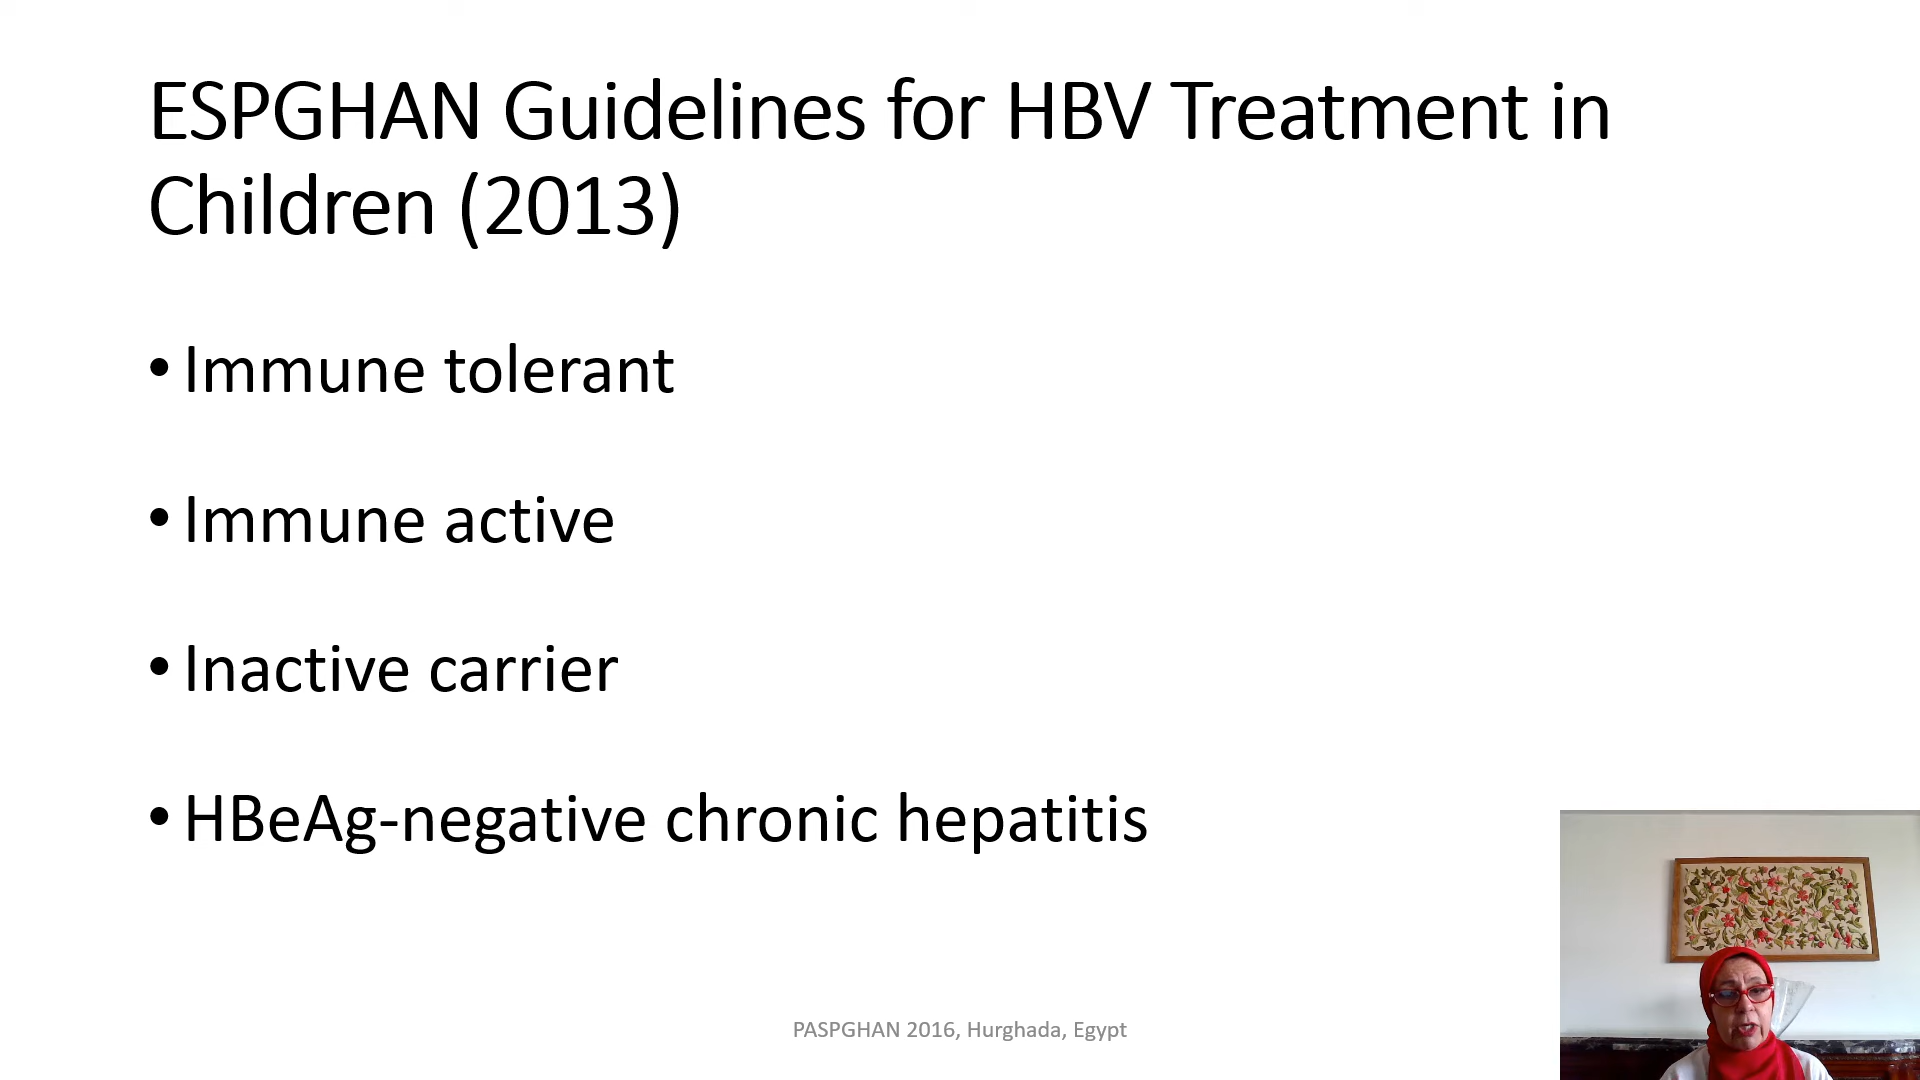 ESPGHAN Guidelines for HBV Treatment in
Children (2013)
• Immune tolerant
• Immune active
• Inactive carrier
• HBeAg-negative chronic hepatitis
PASPGHAN 2016, Hurghada, Egypt